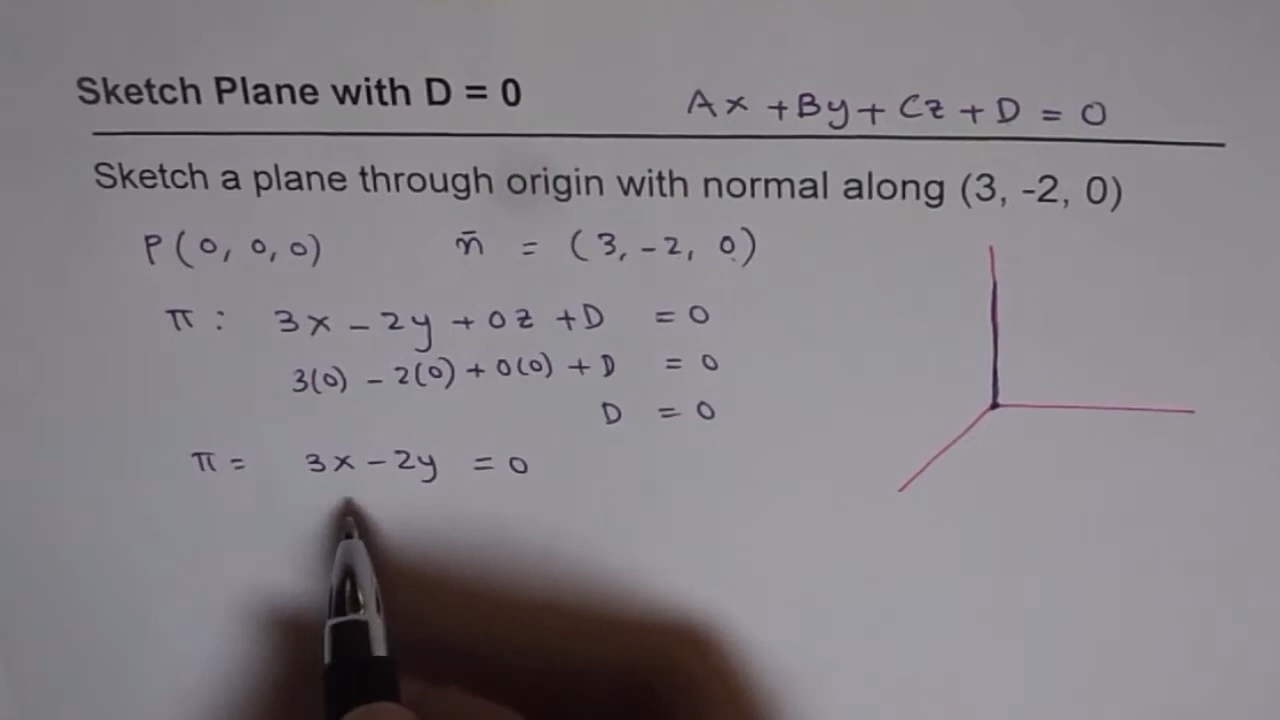 Sketch Plane with D = 0
Ax + By + Cz + D = 0
Sketch a plane through origin with normal along (3, -2, 0)
P(0, 0, 0)
n̄ = (3, -2, 0)
π : 3x - 2y + 0z + D = 0
3(0) - 2(0) + 0(0) + D = 0
D = 0
π = 3x - 2y = 0